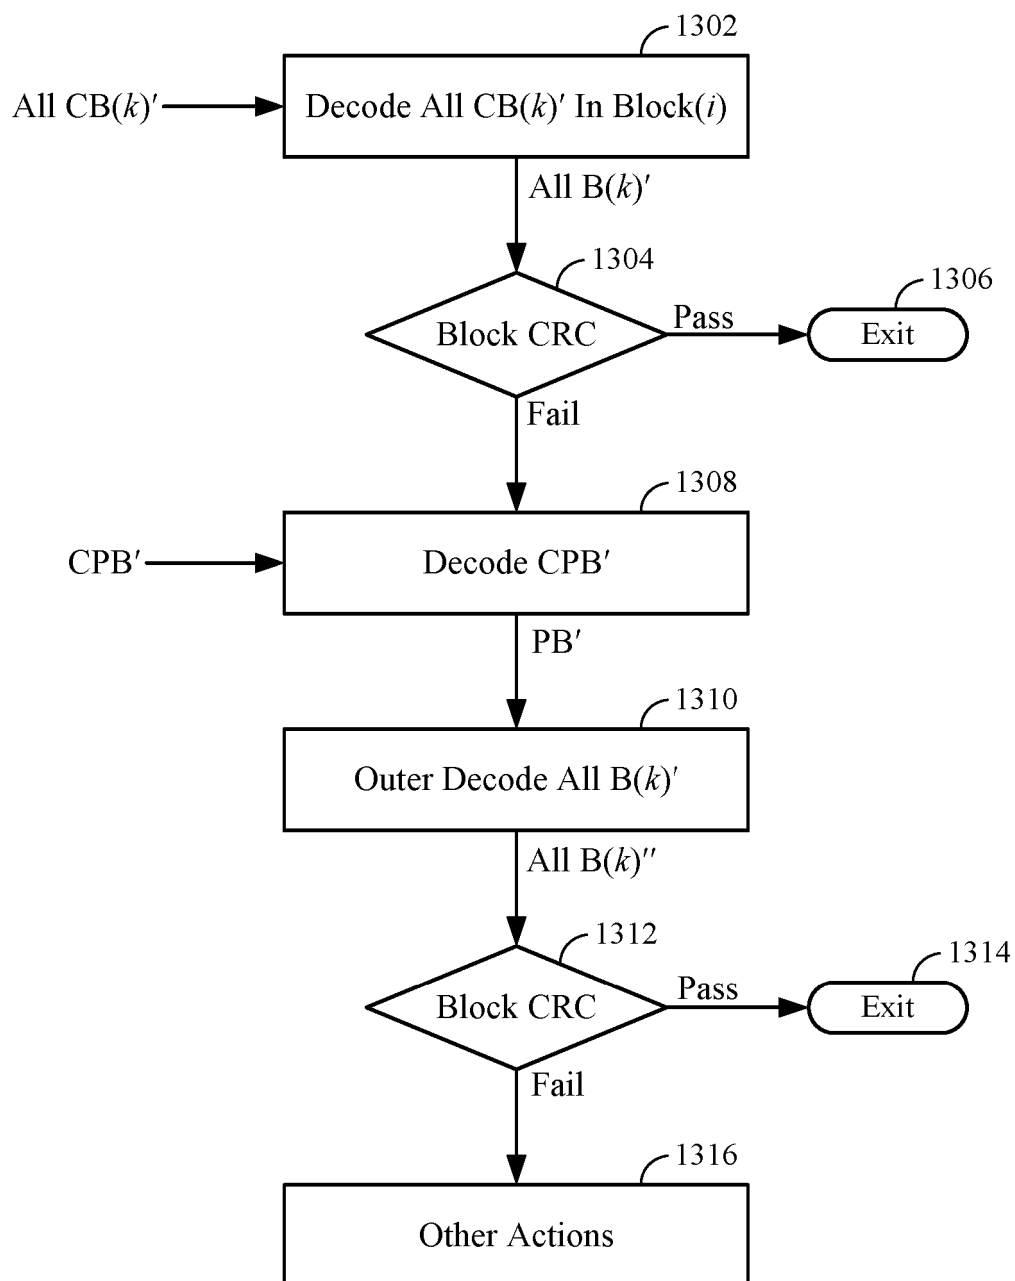 1302
All CB(k)′
Decode All CB(k)′ In Block(i)
All B(k)′
1304
1306
Block CRC
Pass
Exit
Fail
1308
CPB′
Decode CPB′
PB′
1310
Outer Decode All B(k)′
All B(k)″
1312
1314
Block CRC
Pass
Exit
Fail
1316
Other Actions